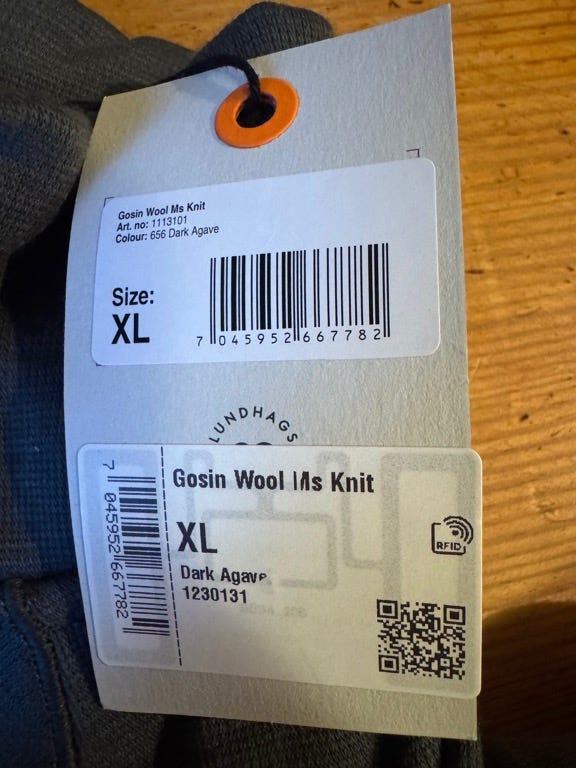 Gosin Wool Ms Knit
Art. no: 1113101
Colour: 656 Dark Agave
Size:
XL
7 045952 667782
LUNDHAGS
Gosin Wool Ms Knit
XL
Dark Agave
1230131
RFID
7 045952 667782